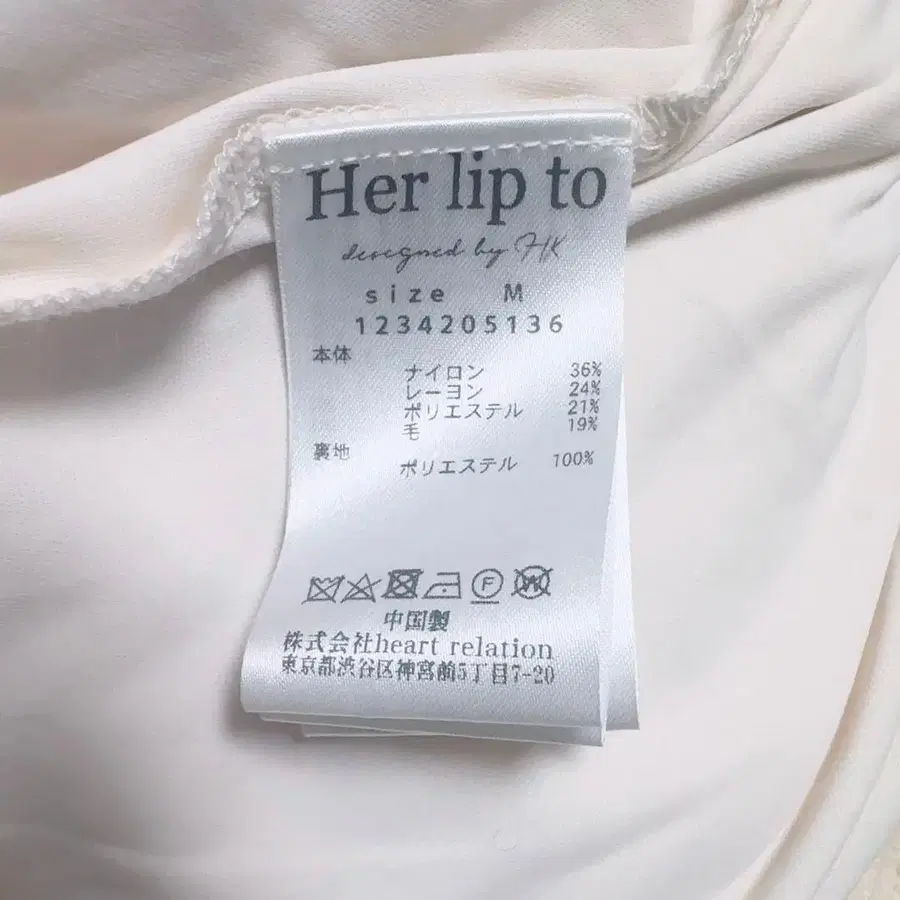 Her lip to
designed by HK
size M
1234205136
本体
ナイロン 36%
レーヨン 24%
ポリエステル 21%
毛 19%
裏地
ポリエステル 100%
F W
中国製
株式会社heart relation
東京都渋谷区神宮前5丁目7-20